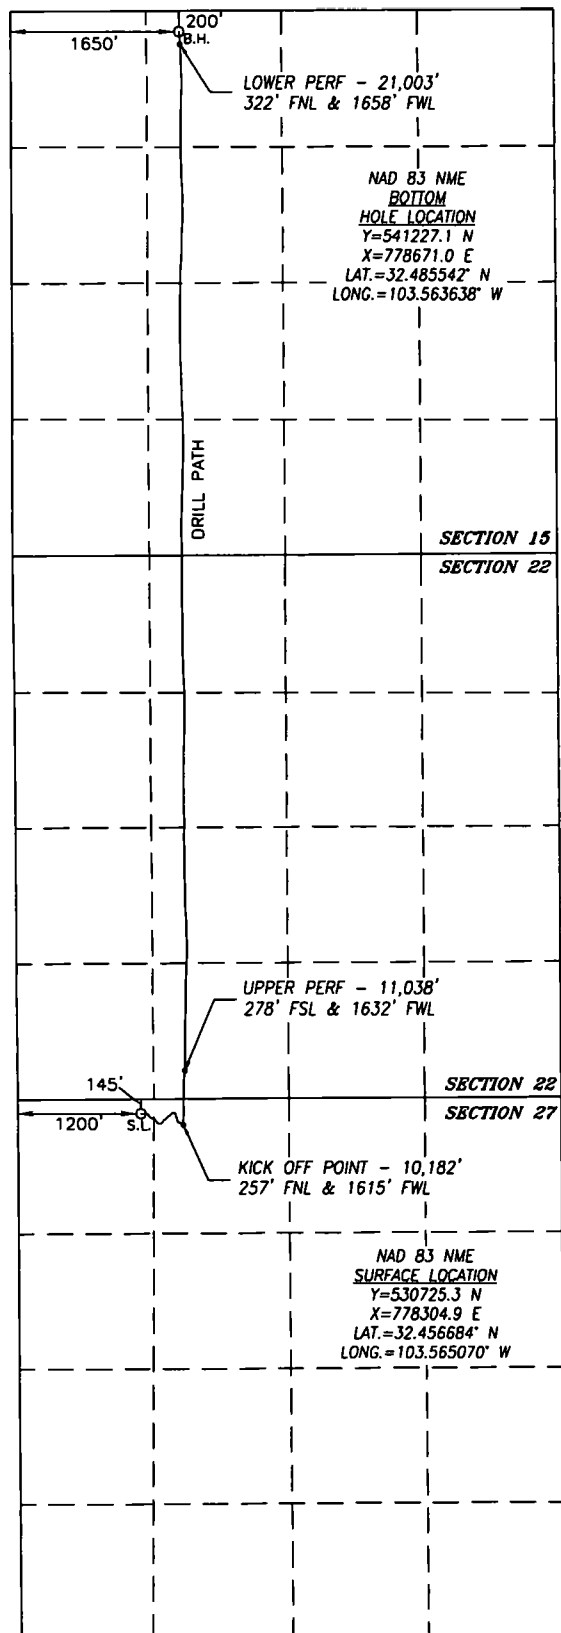 200'
1650'
B.H.
LOWER PERF - 21,003'
322' FNL & 1658' FWL
NAD 83 NME
BOTTOM
HOLE LOCATION
Y=541227.1 N
X=778671.0 E
LAT.=32.485542° N
LONG.=103.563638° W
DRILL PATH
SECTION 15
SECTION 22
UPPER PERF - 11,038'
278' FSL & 1632' FWL
145'
SECTION 22
SECTION 27
1200'
S.L.
KICK OFF POINT - 10,182'
257' FNL & 1615' FWL
NAD 83 NME
SURFACE LOCATION
Y=530725.3 N
X=778304.9 E
LAT.=32.456684° N
LONG.=103.565070° W